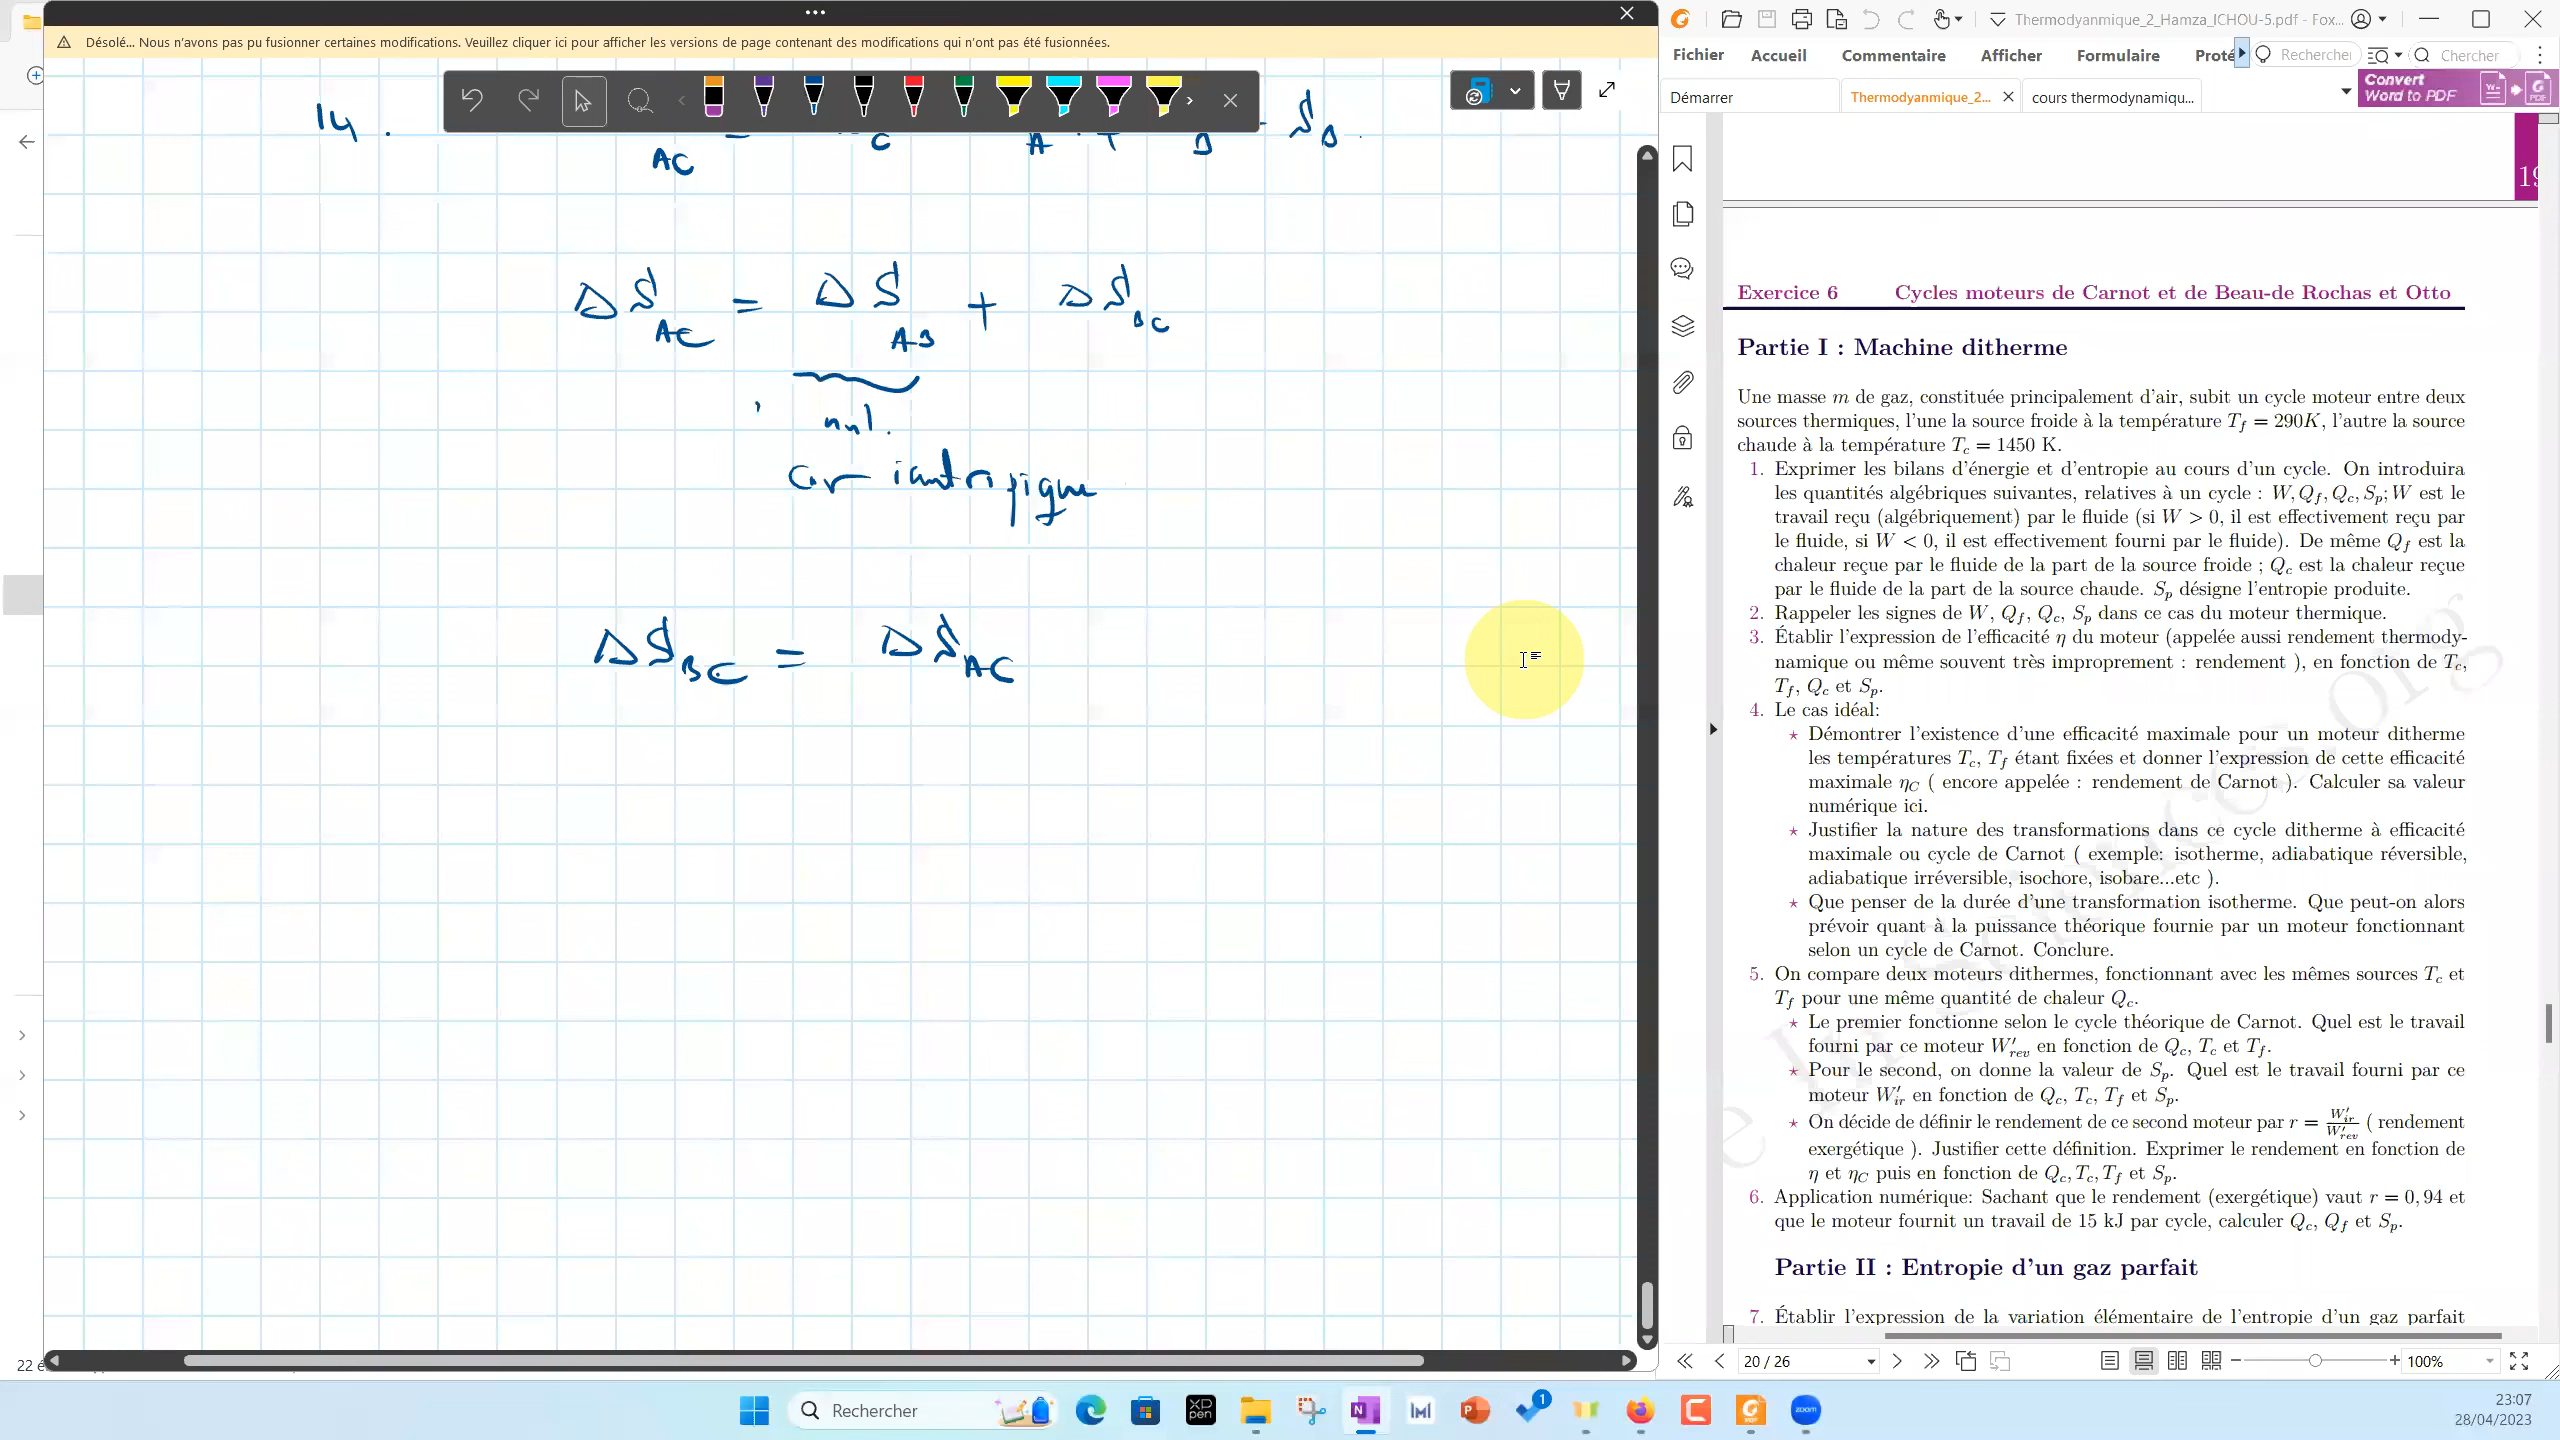 Désolé... Nous n'avons pas pu fusionner certaines modifications. Veuillez cliquer ici pour afficher les versions de page contenant des modifications qui n'ont pas été fusionnées.
14.
AC
ΔS_AC = ΔS_AB + ΔS_BC
nul.
car
ΔS_BC = ΔS_AC
22
Thermodyanmique_2_Hamza_ICHOU-5.pdf - Fox...
Fichier Accueil Commentaire Afficher Formulaire Proté Rechercher Chercher
Démarrer Thermodyanmique_2... cours thermodynamiqu...
Convert
Word to PDF
19
Exercice 6 Cycles moteurs de Carnot et de Beau-de Rochas et Otto
Partie I : Machine ditherme
Une masse m de gaz, constituée principalement d'air, subit un cycle moteur entre deux
sources thermiques, l'une la source froide à la température T_f = 290K, l'autre la source
chaude à la température T_c = 1450 K.
1. Exprimer les bilans d'énergie et d'entropie au cours d'un cycle. On introduira
les quantités algébriques suivantes, relatives à un cycle : W, Q_f, Q_c, S_p; W est le
travail reçu (algébriquement) par le fluide (si W > 0, il est effectivement reçu par
le fluide, si W < 0, il est effectivement fourni par le fluide). De même Q_f est la
chaleur reçue par le fluide de la part de la source froide ; Q_c est la chaleur reçue
par le fluide de la part de la source chaude. S_p désigne l'entropie produite.
2. Rappeler les signes de W, Q_f, Q_c, S_p dans ce cas du moteur thermique.
3. Établir l'expression de l'efficacité η du moteur (appelée aussi rendement thermody-
namique ou même souvent très improprement : rendement ), en fonction de T_c,
T_f, Q_c et S_p.
4. Le cas idéal:
⋆ Démontrer l'existence d'une efficacité maximale pour un moteur ditherme
les températures T_c, T_f étant fixées et donner l'expression de cette efficacité
maximale η_C ( encore appelée : rendement de Carnot ). Calculer sa valeur
numérique ici.
⋆ Justifier la nature des transformations dans ce cycle ditherme à efficacité
maximale ou cycle de Carnot ( exemple: isotherme, adiabatique réversible,
adiabatique irréversible, isochore, isobare...etc ).
⋆ Que penser de la durée d'une transformation isotherme. Que peut-on alors
prévoir quant à la puissance théorique fournie par un moteur fonctionnant
selon un cycle de Carnot. Conclure.
5. On compare deux moteurs dithermes, fonctionnant avec les mêmes sources T_c et
T_f pour une même quantité de chaleur Q_c.
⋆ Le premier fonctionne selon le cycle théorique de Carnot. Quel est le travail
fourni par ce moteur W'_rev en fonction de Q_c, T_c et T_f.
⋆ Pour le second, on donne la valeur de S_p. Quel est le travail fourni par ce
moteur W'_ir en fonction de Q_c, T_c, T_f et S_p.
⋆ On décide de définir le rendement de ce second moteur par r = W'_ir/W'_rev ( rendement
exergétique ). Justifier cette définition. Exprimer le rendement en fonction de
η et η_C puis en fonction de Q_c, T_c, T_f et S_p.
6. Application numérique: Sachant que le rendement (exergétique) vaut r = 0, 94 et
que le moteur fournit un travail de 15 kJ par cycle, calculer Q_c, Q_f et S_p.
Partie II : Entropie d'un gaz parfait
7. Établir l'expression de la variation élémentaire de l'entropie d'un gaz parfait
20 / 26 100%
Rechercher
XD
pen
1
zoom
23:07
28/04/2023